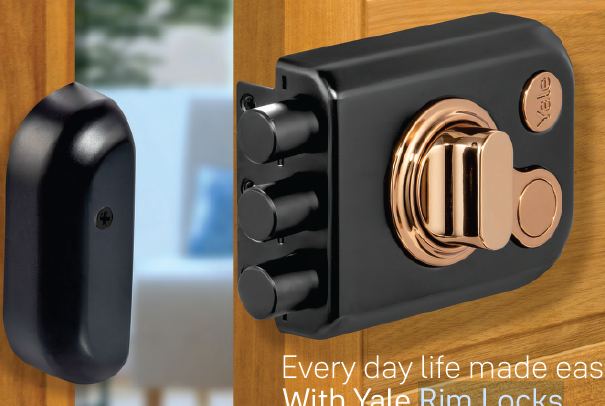 Yale
Every day life made eas
With Yale Rim Locks